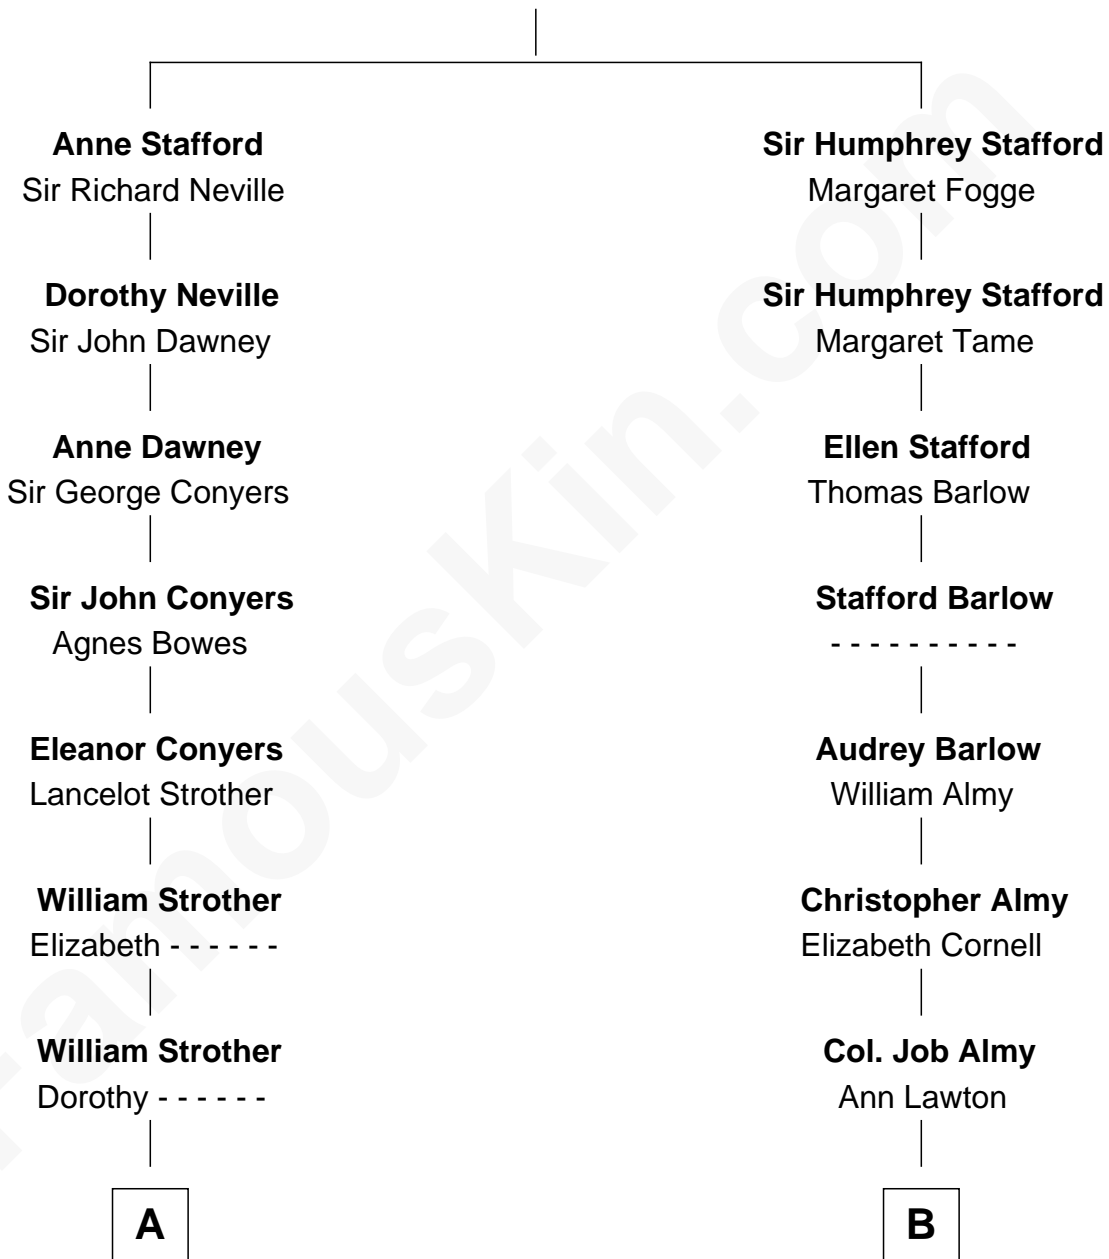 Anne Stafford
Sir Richard Neville
Dorothy Neville
Sir John Dawney
Anne Dawney
Sir George Conyers
Sir John Conyers
Agnes Bowes
Eleanor Conyers
Lancelot Strother
William Strother
Elizabeth - - - - - -
William Strother
Dorothy - - - - - -
A
Sir Humphrey Stafford
Margaret Fogge
Sir Humphrey Stafford
Margaret Tame
Ellen Stafford
Thomas Barlow
Stafford Barlow
- - - - - - - - - -
Audrey Barlow
William Almy
Christopher Almy
Elizabeth Cornell
Col. Job Almy
Ann Lawton
B
FamousKin.com